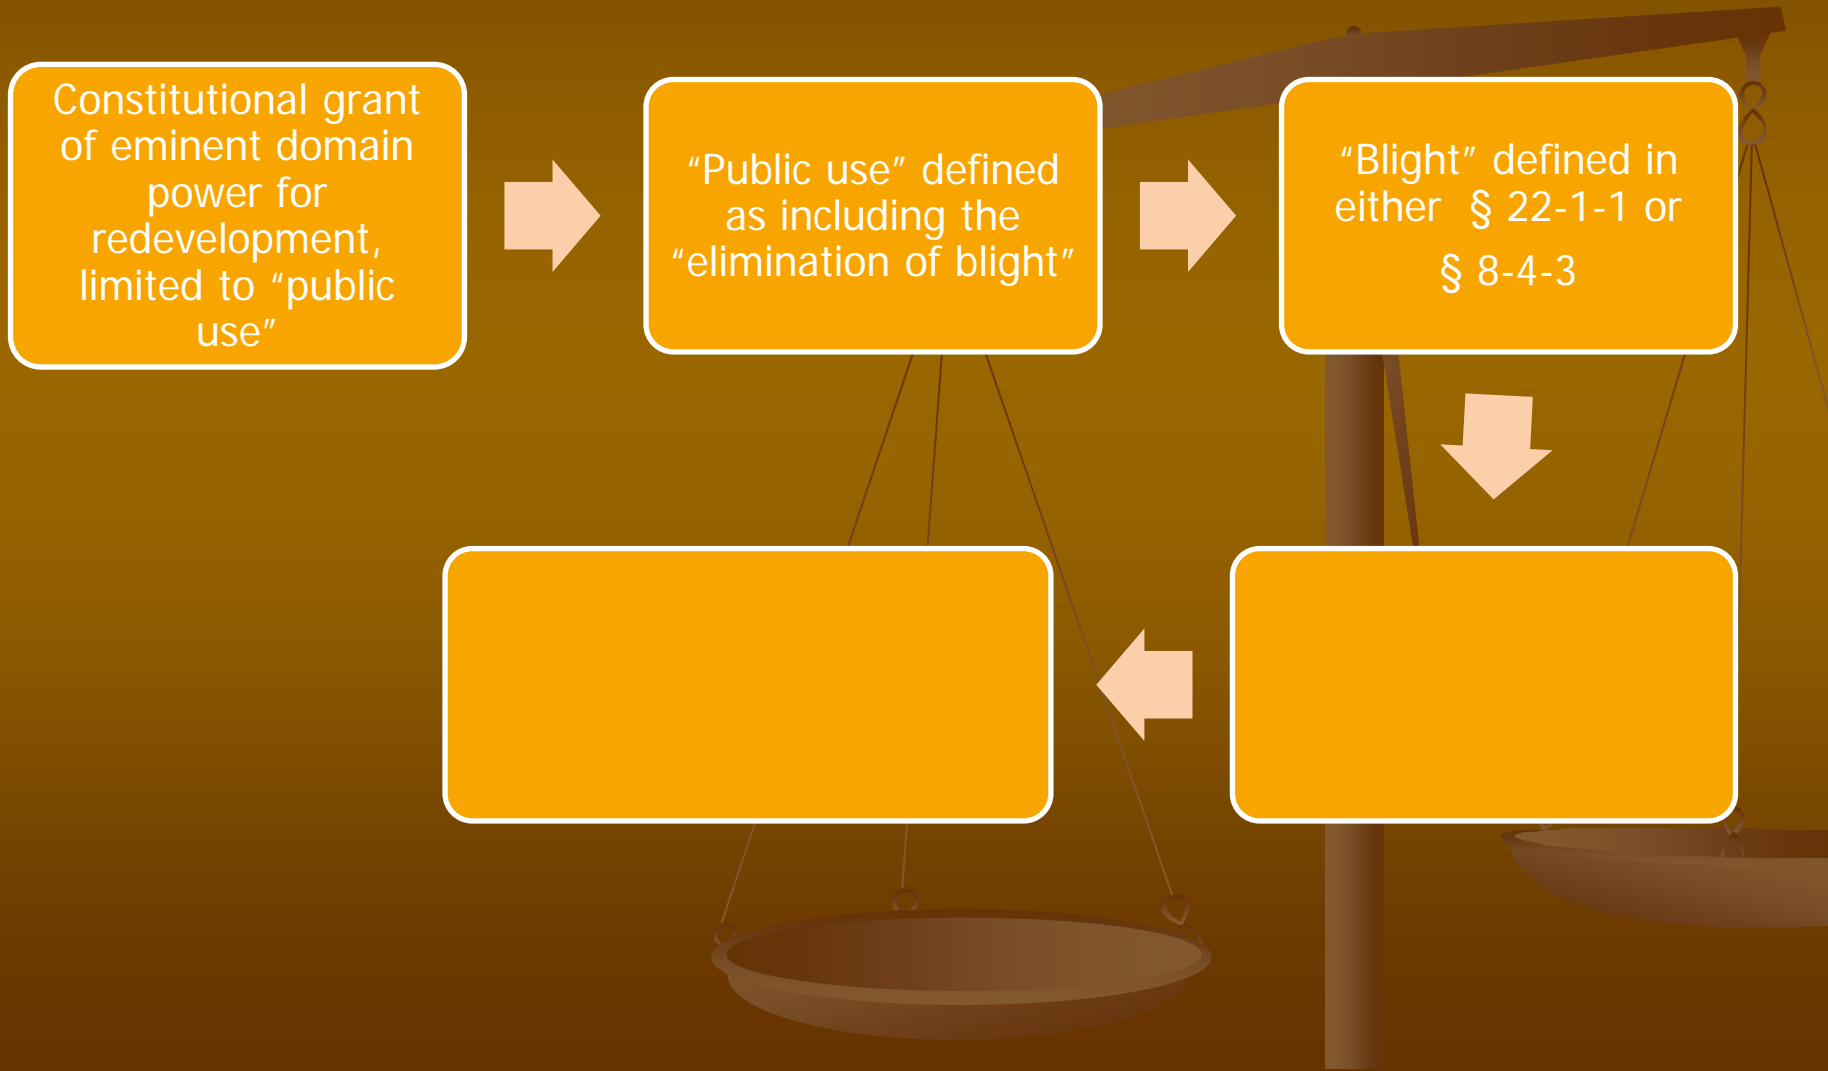 Constitutional grant
of eminent domain
power for
redevelopment,
limited to “public
use”
“Public use” defined
as including the
“elimination of blight”
“Blight” defined in
either § 22-1-1 or
§ 8-4-3